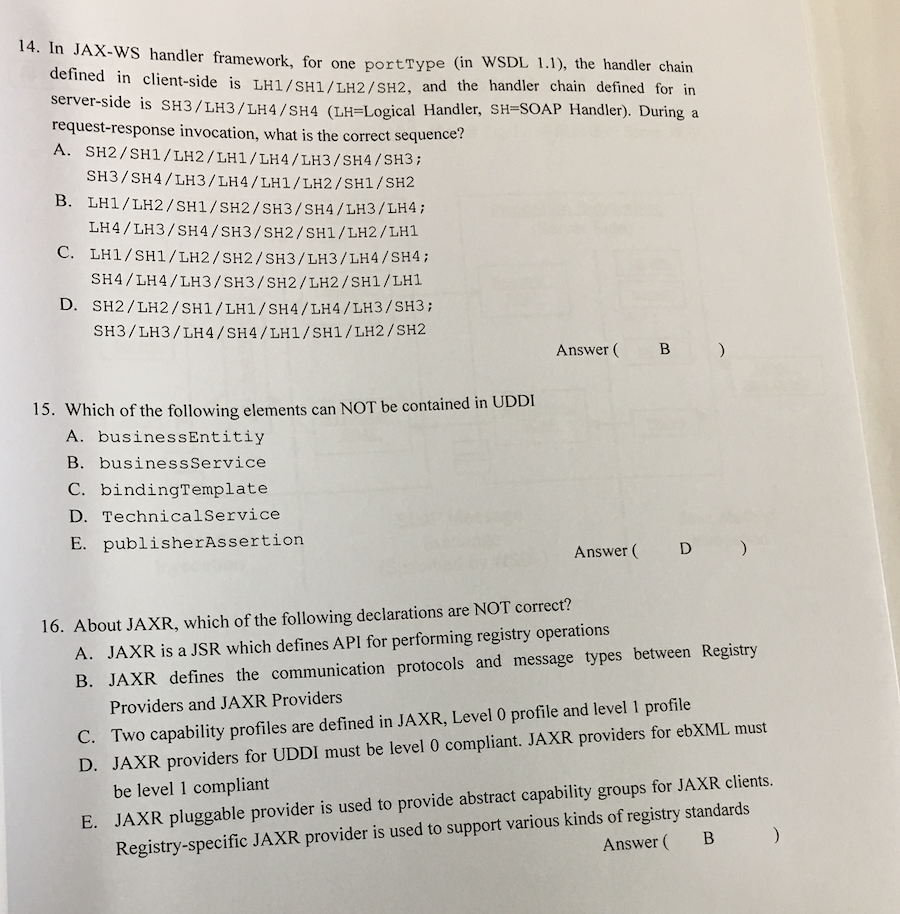 14. In JAX-WS handler framework, for one portType (in WSDL 1.1), the handler chain
defined in client-side is LH1/SH1/LH2/SH2, and the handler chain defined for in
server-side is SH3/LH3/LH4/SH4 (LH=Logical Handler, SH=SOAP Handler). During a
request-response invocation, what is the correct sequence?
A. SH2/SH1/LH2/LH1/LH4/LH3/SH4/SH3;
SH3/SH4/LH3/LH4/LH1/LH2/SH1/SH2
B. LH1/LH2/SH1/SH2/SH3/SH4/LH3/LH4;
LH4/LH3/SH4/SH3/SH2/SH1/LH2/LH1
C. LH1/SH1/LH2/SH2/SH3/LH3/LH4/SH4;
SH4/LH4/LH3/SH3/SH2/LH2/SH1/LH1
D. SH2/LH2/SH1/LH1/SH4/LH4/LH3/SH3;
SH3/LH3/LH4/SH4/LH1/SH1/LH2/SH2
Answer ( B )
15. Which of the following elements can NOT be contained in UDDI
A. businessEntitiy
B. businessService
C. bindingTemplate
D. TechnicalService
E. publisherAssertion
Answer ( D )
16. About JAXR, which of the following declarations are NOT correct?
A. JAXR is a JSR which defines API for performing registry operations
B. JAXR defines the communication protocols and message types between Registry
Providers and JAXR Providers
C. Two capability profiles are defined in JAXR, Level 0 profile and level 1 profile
D. JAXR providers for UDDI must be level 0 compliant. JAXR providers for ebXML must
be level 1 compliant
E. JAXR pluggable provider is used to provide abstract capability groups for JAXR clients.
Registry-specific JAXR provider is used to support various kinds of registry standards
Answer ( B )